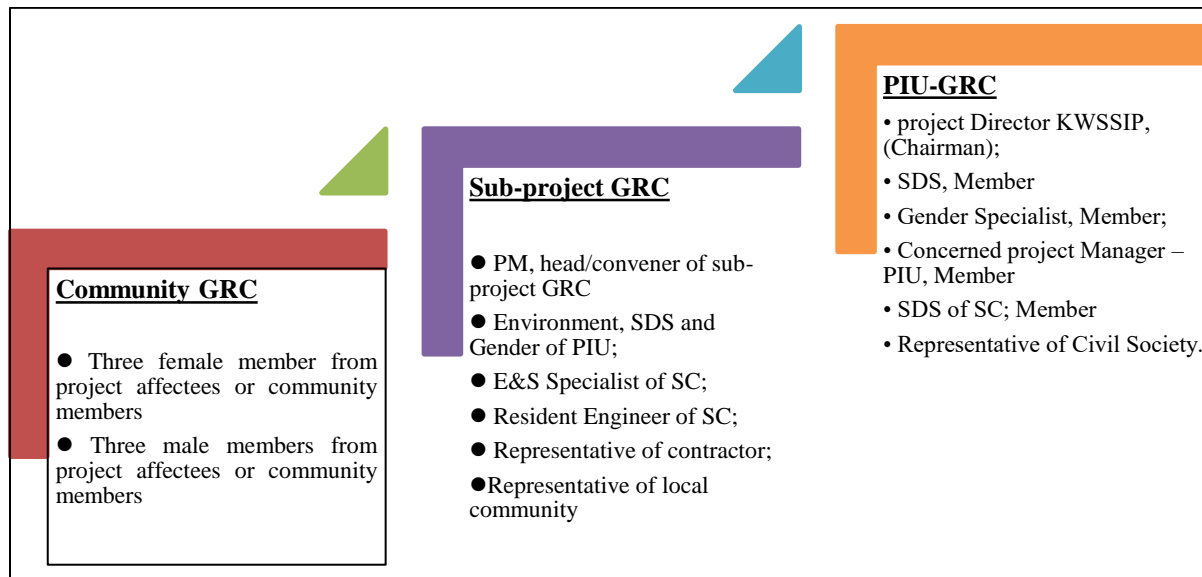 Community GRC
● Three female member from
project affectees or community
members
● Three male members from
project affectees or community
members
Sub-project GRC
● PM, head/convener of sub-
project GRC
● Environment, SDS and
Gender of PIU;
● E&S Specialist of SC;
● Resident Engineer of SC;
● Representative of contractor;
●Representative of local
community
PIU-GRC
• project Director KWSSIP,
(Chairman);
• SDS, Member
• Gender Specialist, Member;
• Concerned project Manager –
PIU, Member
• SDS of SC; Member
• Representative of Civil Society.